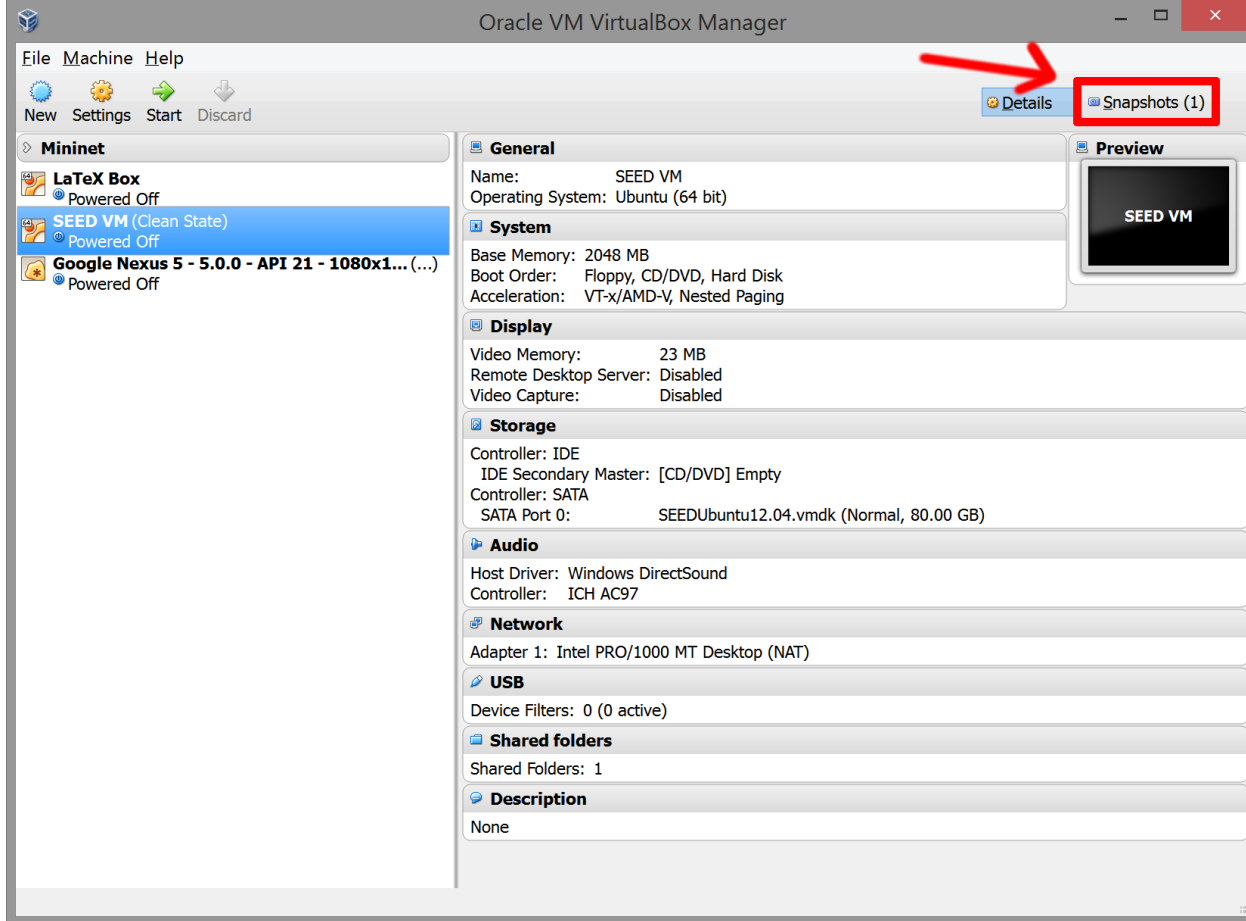 Oracle VM VirtualBox Manager
File Machine Help
New Settings Start Discard
Details Snapshots (1)
Mininet
LaTeX Box
Powered Off
SEED VM (Clean State)
Powered Off
Google Nexus 5 - 5.0.0 - API 21 - 1080x1... (...)
Powered Off
General
Name: SEED VM
Operating System: Ubuntu (64 bit)
System
Base Memory: 2048 MB
Boot Order: Floppy, CD/DVD, Hard Disk
Acceleration: VT-x/AMD-V, Nested Paging
Preview
SEED VM
Display
Video Memory: 23 MB
Remote Desktop Server: Disabled
Video Capture: Disabled
Storage
Controller: IDE
IDE Secondary Master: [CD/DVD] Empty
Controller: SATA
SATA Port 0: SEEDUbuntu12.04.vmdk (Normal, 80.00 GB)
Audio
Host Driver: Windows DirectSound
Controller: ICH AC97
Network
Adapter 1: Intel PRO/1000 MT Desktop (NAT)
USB
Device Filters: 0 (0 active)
Shared folders
Shared Folders: 1
Description
None